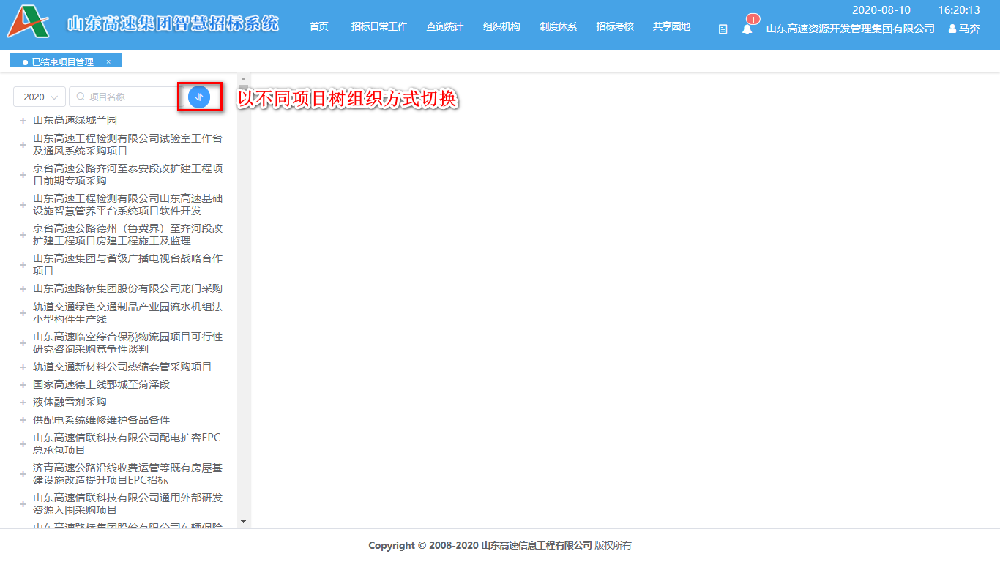 山东高速集团智慧招标系统
首页 招标日常工作 查询统计 组织机构 制度体系 招标考核 共享园地
2020-08-10 16:20:13
1
山东高速资源开发管理集团有限公司 马奔
已结束项目管理 ×
2020 项目名称
以不同项目树组织方式切换
山东高速绿城兰园
山东高速工程检测有限公司试验室工作台
及通风系统采购项目
京台高速公路齐河至泰安段改扩建工程项
目前期专项采购
山东高速工程检测有限公司山东高速基础
设施智慧管养平台系统项目软件开发
京台高速公路德州（鲁冀界）至齐河段改
扩建工程项目房建工程施工及监理
山东高速集团与省级广播电视台战略合作
项目
山东高速路桥集团股份有限公司龙门采购
轨道交通绿色交通制品产业园流水机组法
小型构件生产线
山东高速临空综合保税物流园项目可行性
研究咨询采购竞争性谈判
轨道交通新材料公司热缩套管采购项目
国家高速德上线鄄城至菏泽段
液体融雪剂采购
供配电系统维修维护备品备件
山东高速信联科技有限公司配电扩容EPC
总承包项目
济青高速公路沿线收费运管等既有房屋基
建设施改造提升项目EPC招标
山东高速信联科技有限公司通用外部研发
资源入围采购项目
山东高速路桥集团股份有限公司车辆保险
Copyright © 2008-2020 山东高速信息工程有限公司 版权所有